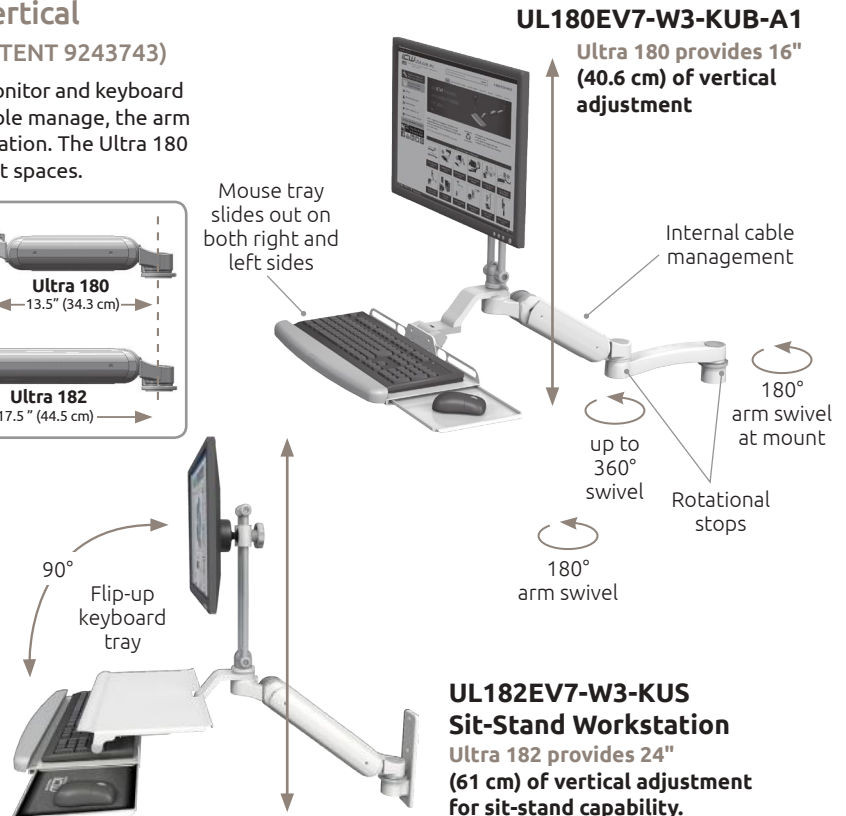 ertical
TENT 9243743)
onitor and keyboard
ble manage, the arm
ation. The Ultra 180
t spaces.
Ultra 180
13.5" (34.3 cm)
Ultra 182
17.5 " (44.5 cm)
UL180EV7-W3-KUB-A1
Ultra 180 provides 16"
(40.6 cm) of vertical
adjustment
Mouse tray
slides out on
both right and
left sides
Internal cable
management
180°
arm swivel
at mount
up to
360°
swivel
Rotational
stops
180°
arm swivel
90°
Flip-up
keyboard
tray
UL182EV7-W3-KUS
Sit-Stand Workstation
Ultra 182 provides 24"
(61 cm) of vertical adjustment
for sit-stand capability.